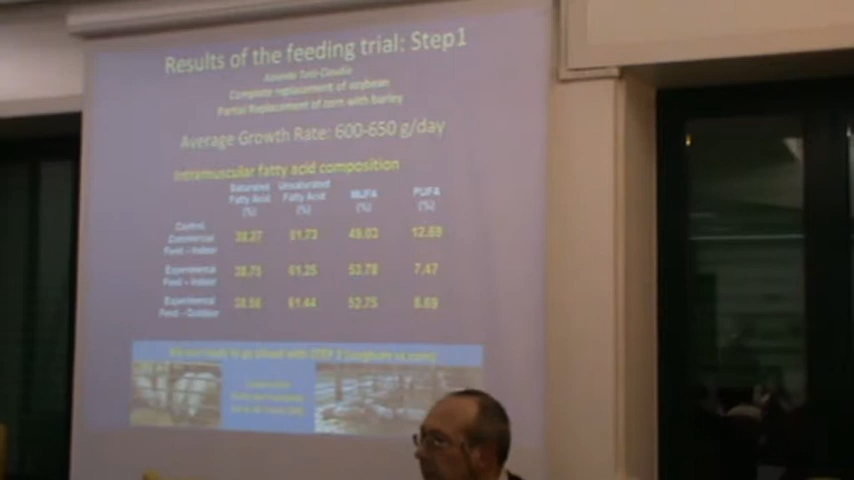 Results of the feeding trial: Step1
Complete replacement of soybean
Partial Replacement of corn with barley
Average Growth Rate: 600-650 g/day
Intramuscular fatty acid composition
Saturated Fatty Acid (%) Unsaturated Fatty Acid (%) MUFA (%) PUFA (%)
Control, Commercial Feed – Indoor 38.27 61.73 49.03 12.69
Experimental Feed – Indoor 38.75 61.25 53.78 7.47
Experimental Feed – Outdoor 38.56 61.44 52.75 8.69